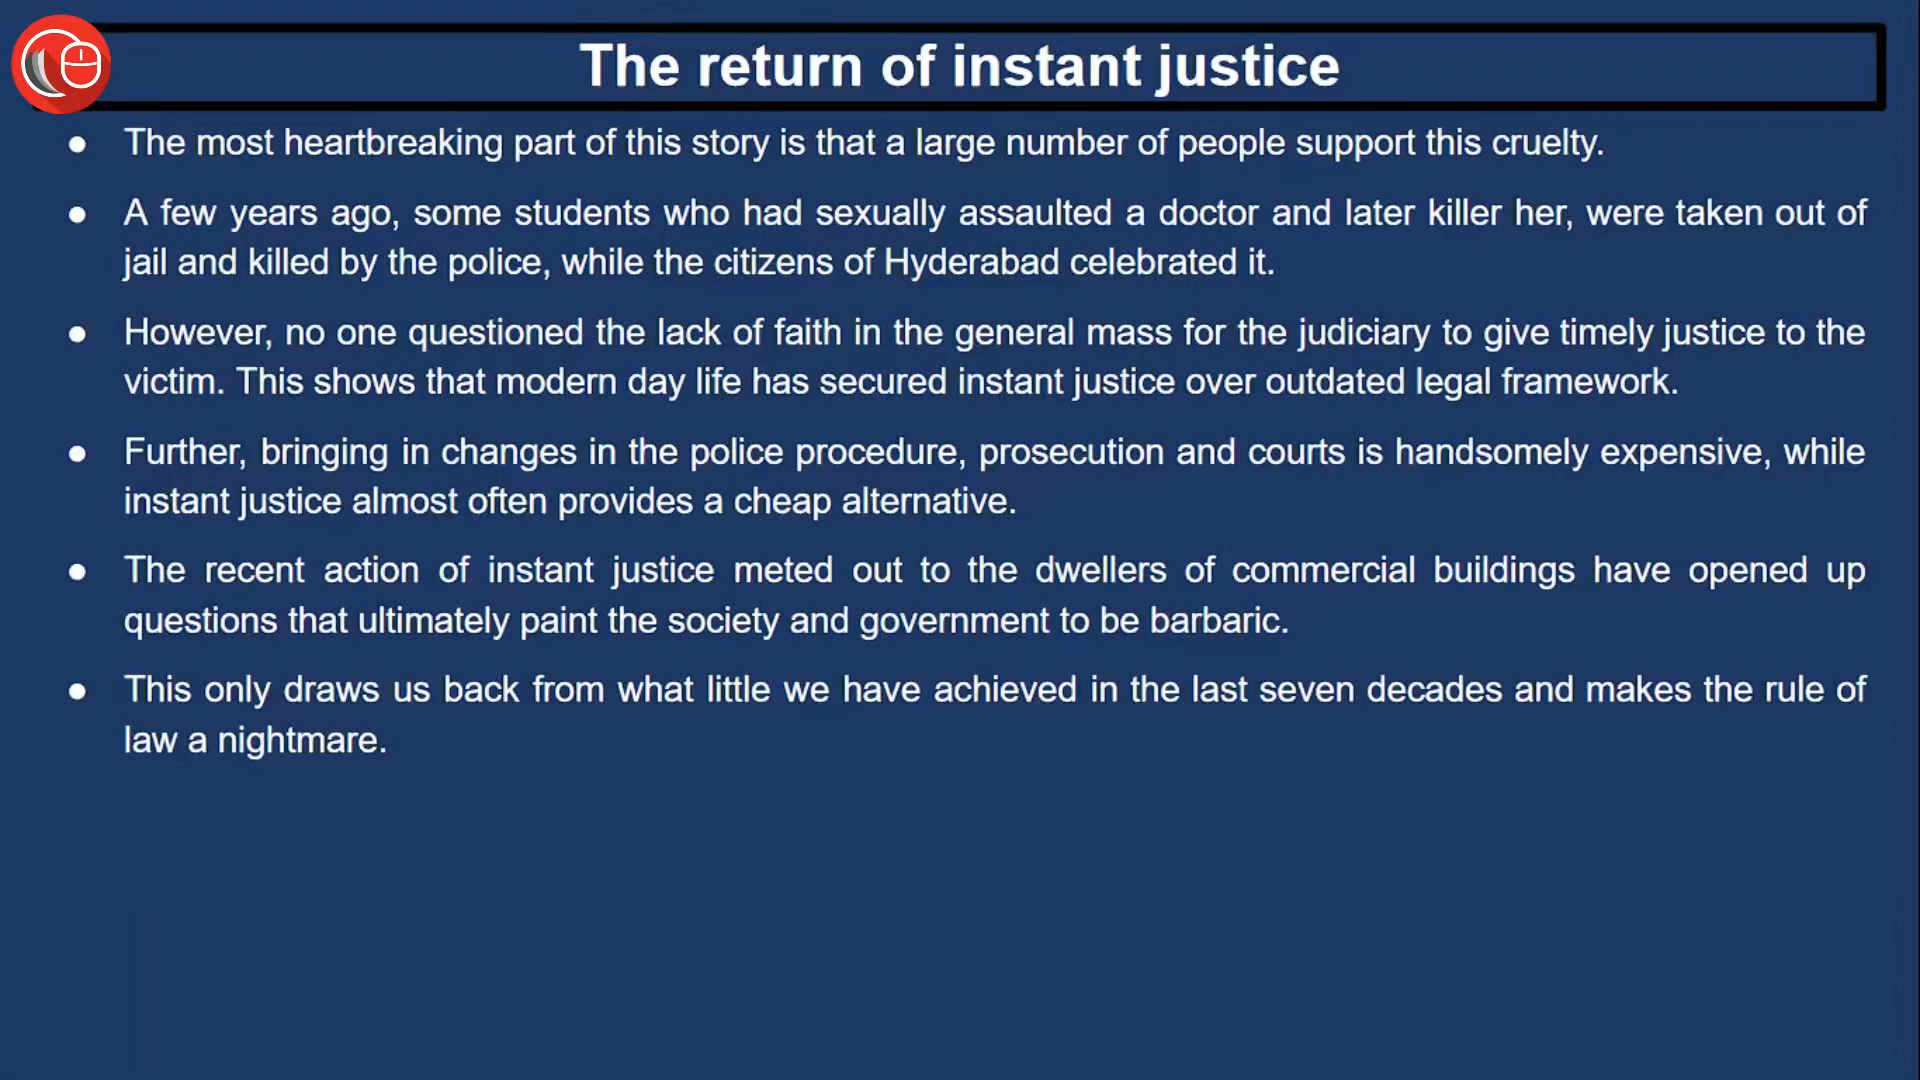 The return of instant justice
● The most heartbreaking part of this story is that a large number of people support this cruelty.
● A few years ago, some students who had sexually assaulted a doctor and later killer her, were taken out of
jail and killed by the police, while the citizens of Hyderabad celebrated it.
● However, no one questioned the lack of faith in the general mass for the judiciary to give timely justice to the
victim. This shows that modern day life has secured instant justice over outdated legal framework.
● Further, bringing in changes in the police procedure, prosecution and courts is handsomely expensive, while
instant justice almost often provides a cheap alternative.
● The recent action of instant justice meted out to the dwellers of commercial buildings have opened up
questions that ultimately paint the society and government to be barbaric.
● This only draws us back from what little we have achieved in the last seven decades and makes the rule of
law a nightmare.